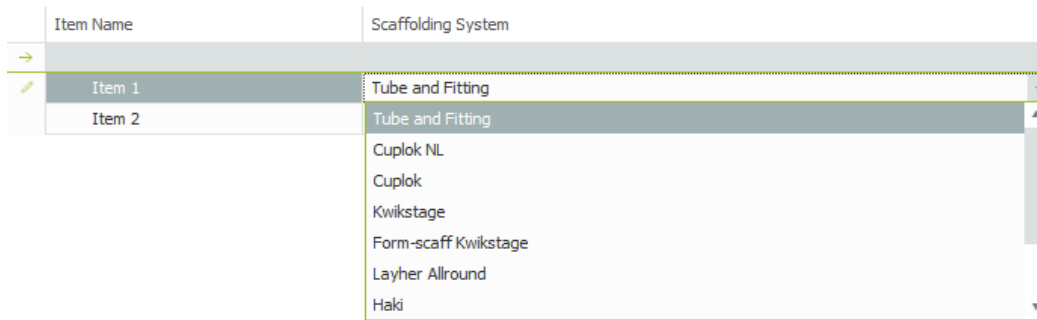 Item Name Scaffolding System
Item 1 Tube and Fitting
Item 2 Tube and Fitting
Cuplok NL
Cuplok
Kwikstage
Form-scaff Kwikstage
Layher Allround
Haki